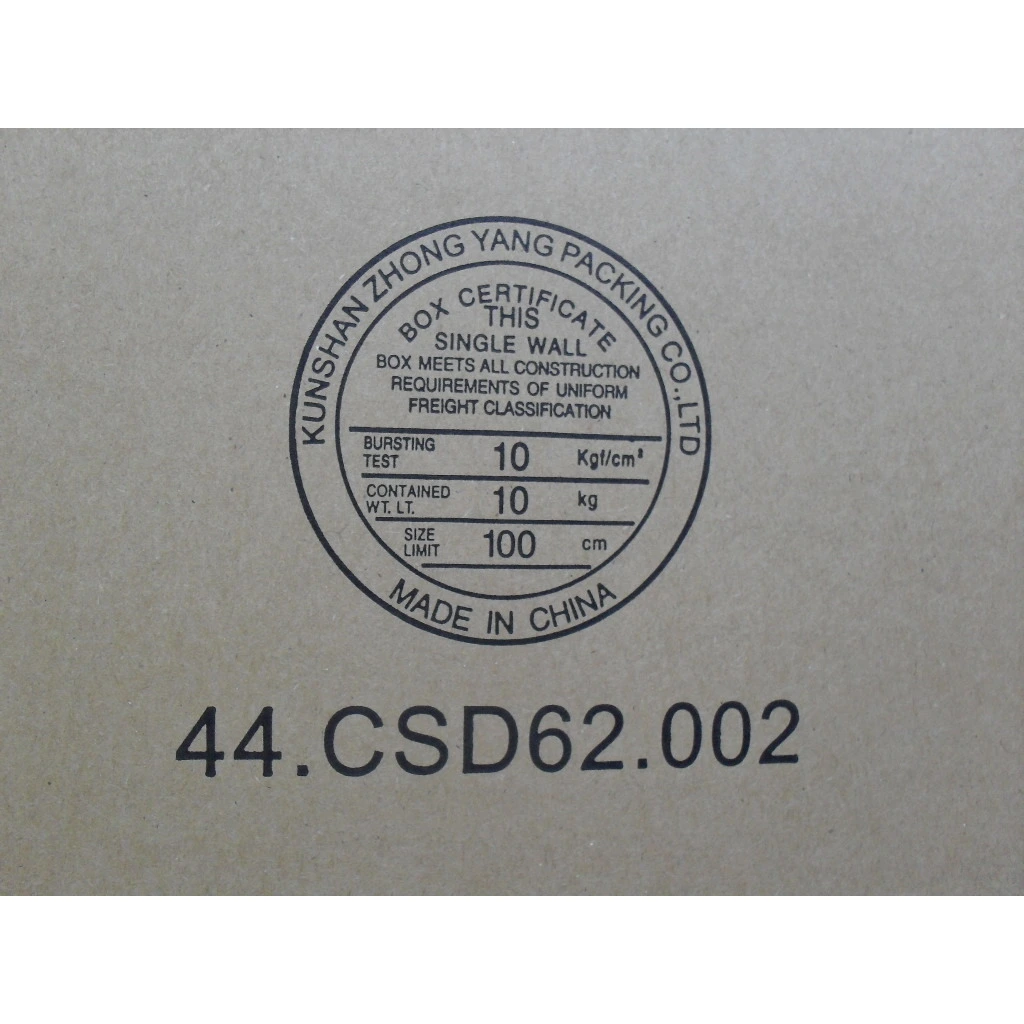 KUNSHAN ZHONG YANG PACKING CO.,LTD
BOX CERTIFICATE
THIS
SINGLE WALL
BOX MEETS ALL CONSTRUCTION
REQUIREMENTS OF UNIFORM
FREIGHT CLASSIFICATION
BURSTING TEST 10 Kgf/cm²
CONTAINED WT. LT. 10 kg
SIZE LIMIT 100 cm
MADE IN CHINA
44.CSD62.002